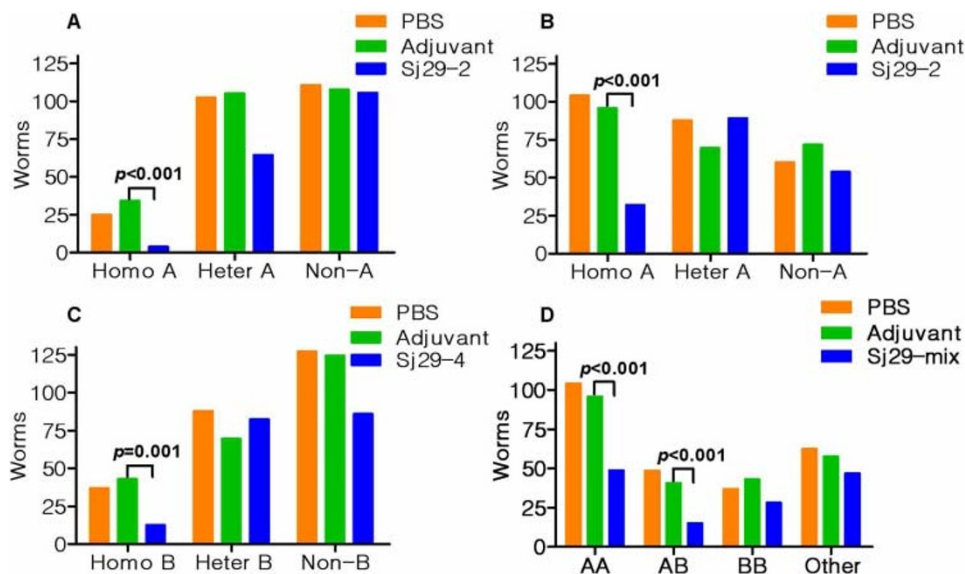 A
PBS
Adjuvant
Sj29-2
125
100
75
50
25
0
Worms
p<0.001
Homo A Heter A Non-A
B
PBS
Adjuvant
Sj29-2
125
100
75
50
25
0
Worms
p<0.001
Homo A Heter A Non-A
C
PBS
Adjuvant
Sj29-4
125
100
75
50
25
0
Worms
p=0.001
Homo B Heter B Non-B
D
PBS
Adjuvant
Sj29-mix
125
100
75
50
25
0
Worms
p<0.001
p<0.001
AA AB BB Other